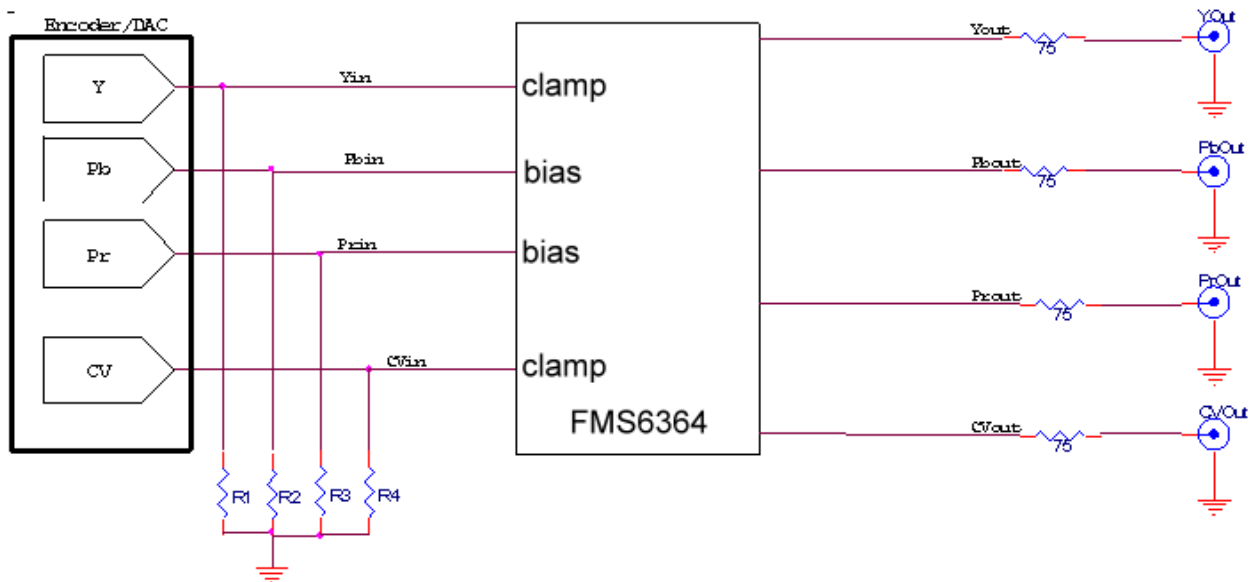 Encoder/DAC
Y
Yin
clamp
Yout
75
YOut
Pb
Pbin
bias
Pbout
75
PbOut
Pr
Prin
bias
Prout
75
PrOut
CV
CVin
clamp
FMS6364
CVout
75
CVOut
R1
R2
R3
R4